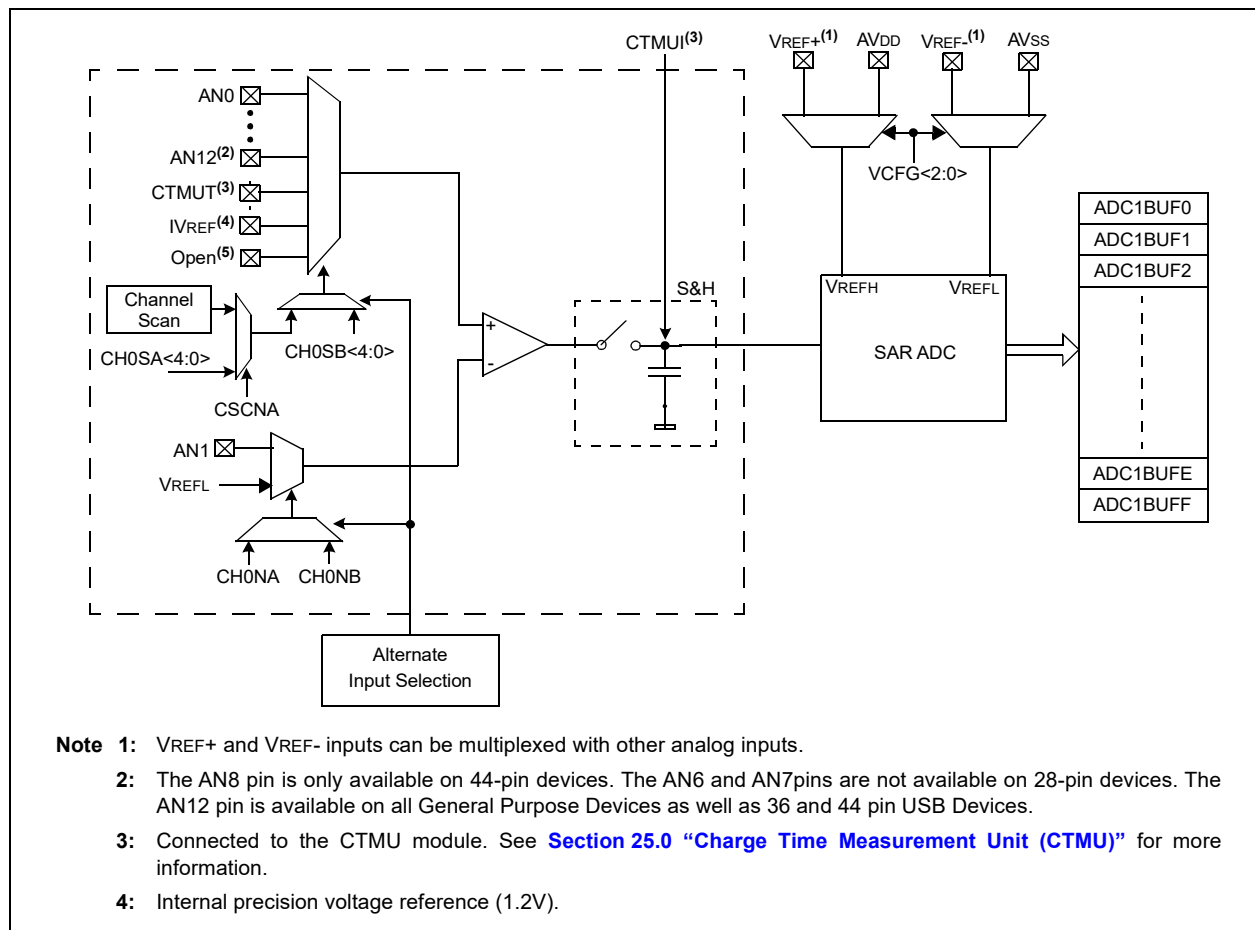 CTMUI(3)
VREF+(1) AVDD VREF-(1) AVSS
AN0
AN12(2)
CTMUT(3)
IVREF(4)
Open(5)
VCFG<2:0>
ADC1BUF0
ADC1BUF1
ADC1BUF2
Channel
Scan
S&H
VREFH VREFL
CH0SA<4:0>
CH0SB<4:0>
+
-
SAR ADC
CSCNA
AN1
VREFL
ADC1BUFE
ADC1BUFF
CH0NA CH0NB
Alternate
Input Selection
Note 1: VREF+ and VREF- inputs can be multiplexed with other analog inputs.
2: The AN8 pin is only available on 44-pin devices. The AN6 and AN7pins are not available on 28-pin devices. The
AN12 pin is available on all General Purpose Devices as well as 36 and 44 pin USB Devices.
3: Connected to the CTMU module. See Section 25.0 “Charge Time Measurement Unit (CTMU)” for more
information.
4: Internal precision voltage reference (1.2V).